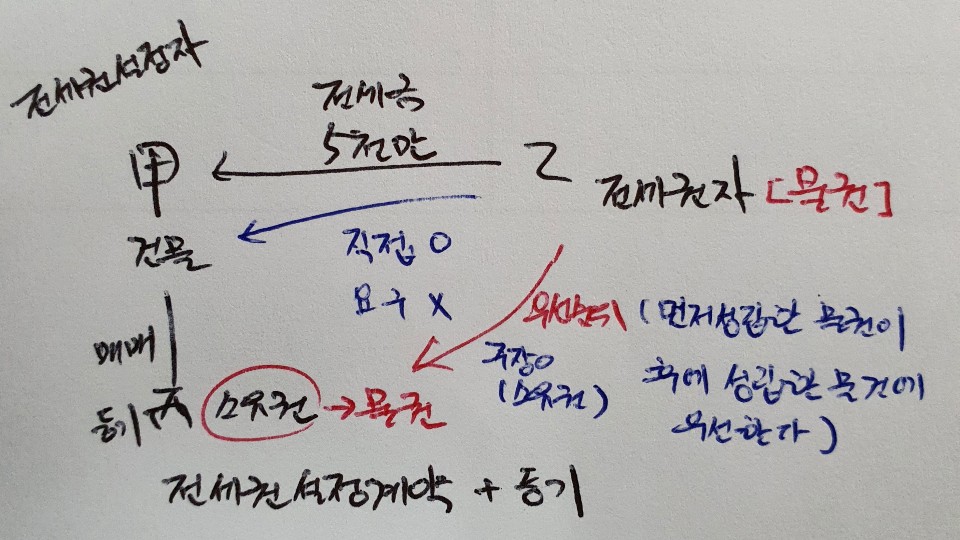 전세권설정자
전세금
5천만
甲
乙
전세권자 [물권]
건물
직접 O
요구 X
매매
등기
丙
소유권 → 물권
우선순위
주장O
(소유권)
(먼저성립한 물권이
후에 성립한 물건에
우선한다)
전세권설정계약 + 등기